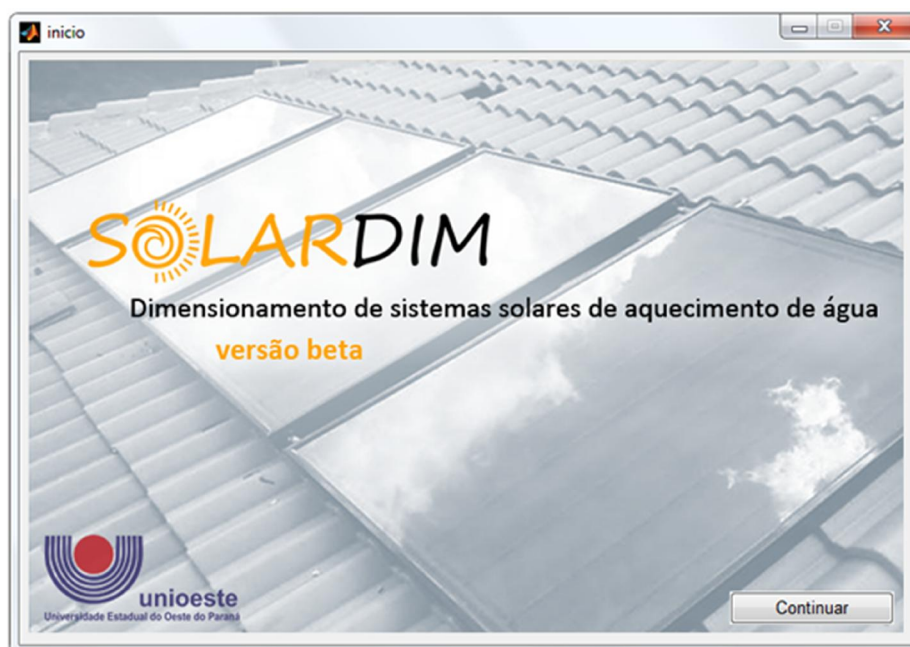 inicio
SOLARDIM
Dimensionamento de sistemas solares de aquecimento de água
versão beta
unioeste
Universidade Estadual do Oeste do Paraná
Continuar